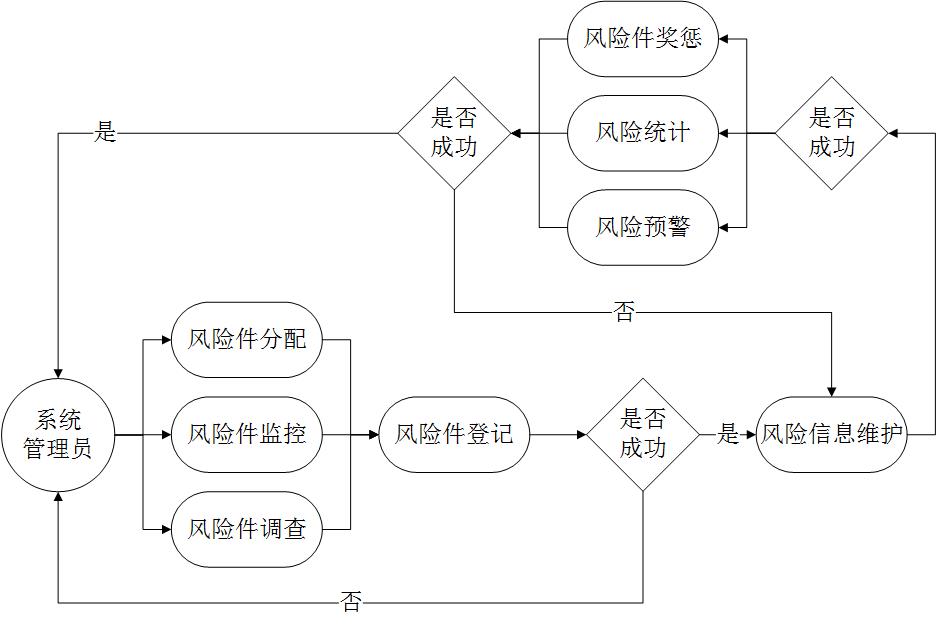 风险件奖惩
是否
成功
风险统计
是否
成功
是
风险预警
否
风险件分配
系统
管理员
风险件监控
风险件登记
是否
成功
是
风险信息维护
风险件调查
否